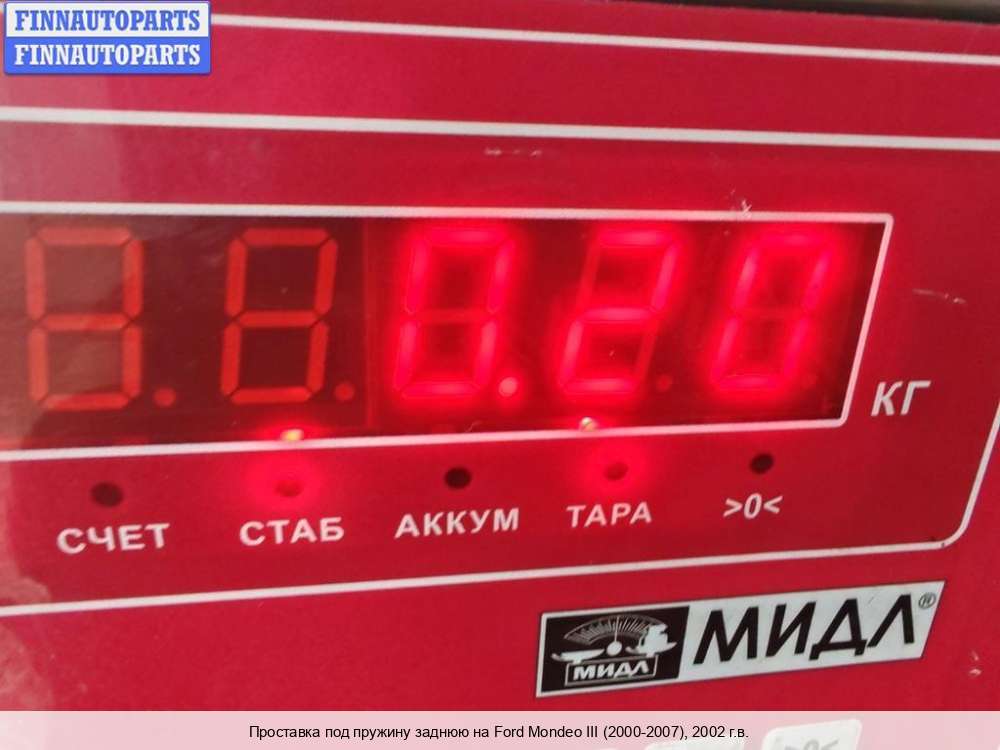 FINNAUTOPARTS
FINNAUTOPARTS
0.20
КГ
СЧЕТ СТАБ АККУМ ТАРА >0<
МИДЛ МИДЛ®
Проставка под пружину заднюю на Ford Mondeo III (2000-2007), 2002 г.в.